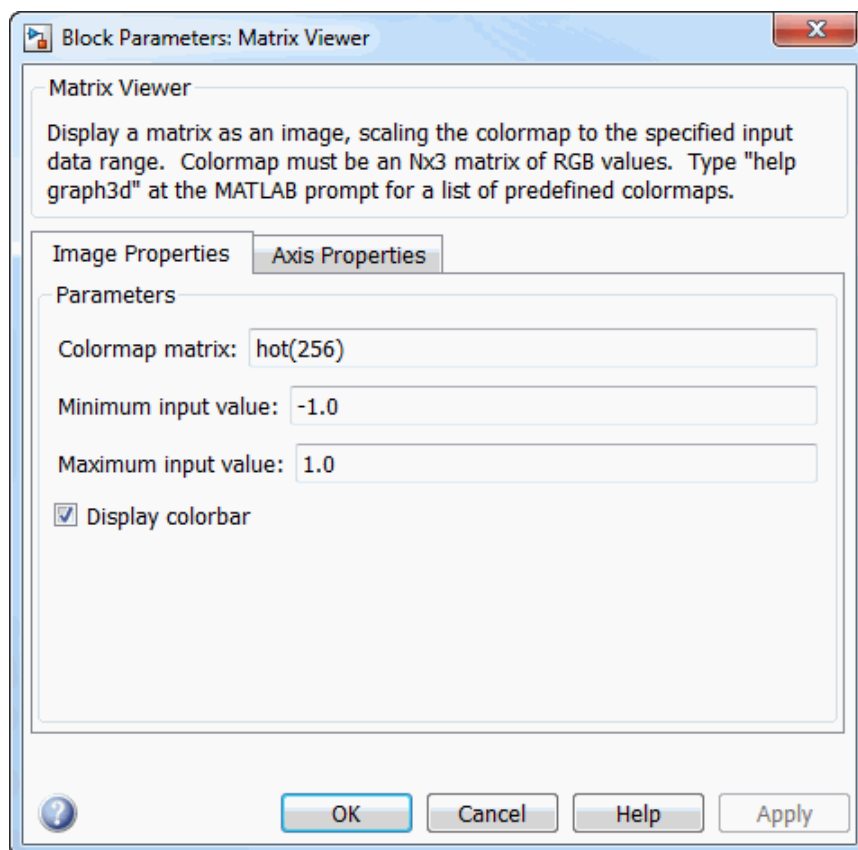 Block Parameters: Matrix Viewer
X
Matrix Viewer
Display a matrix as an image, scaling the colormap to the specified input
data range. Colormap must be an Nx3 matrix of RGB values. Type "help
graph3d" at the MATLAB prompt for a list of predefined colormaps.
Image Properties Axis Properties
Parameters
Colormap matrix: hot(256)
Minimum input value: -1.0
Maximum input value: 1.0
Display colorbar
? OK Cancel Help Apply